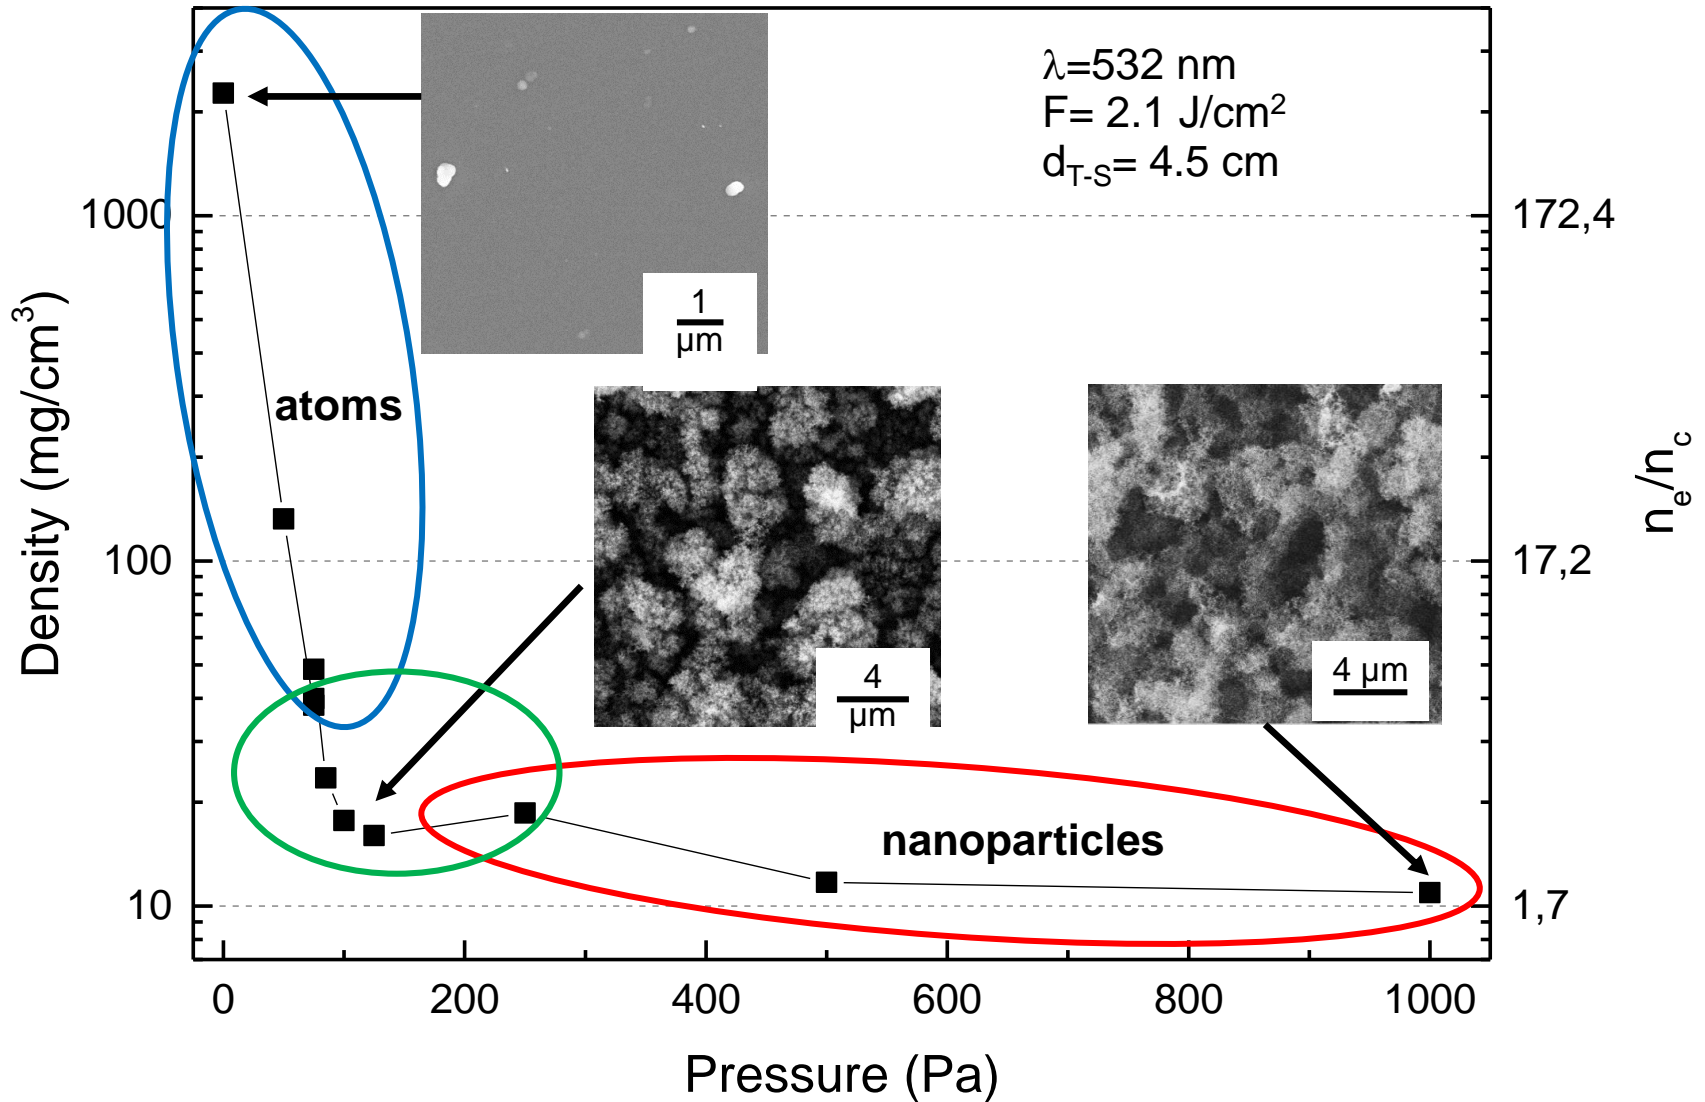 λ=532 nm
F= 2.1 J/cm²
d_T-S= 4.5 cm
1000
100
10
Density (mg/cm³)
172,4
17,2
1,7
nₑ/n_c
1
µm
atoms
4
µm
4 µm
nanoparticles
0 200 400 600 800 1000
Pressure (Pa)